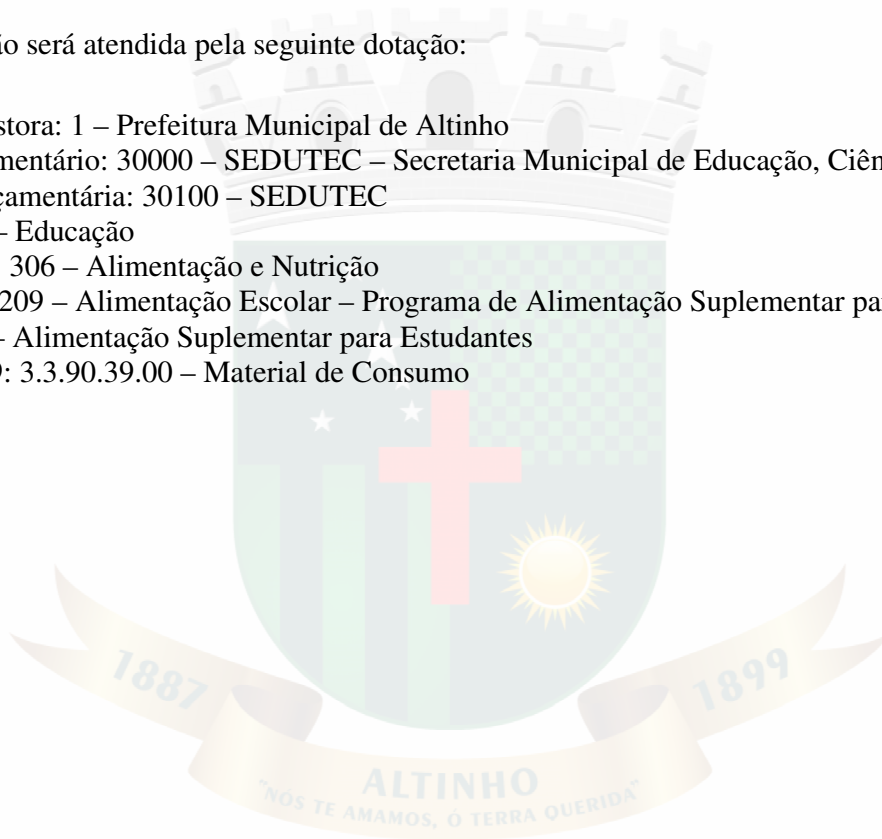 ão será atendida pela seguinte dotação:
stora: 1 – Prefeitura Municipal de Altinho
mentário: 30000 – SEDUTEC – Secretaria Municipal de Educação, Ciên
çamentária: 30100 – SEDUTEC
– Educação
: 306 – Alimentação e Nutrição
209 – Alimentação Escolar – Programa de Alimentação Suplementar par
– Alimentação Suplementar para Estudantes
9: 3.3.90.39.00 – Material de Consumo
1887
1899
ALTINHO
"NÓS TE AMAMOS, Ó TERRA QUERIDA"